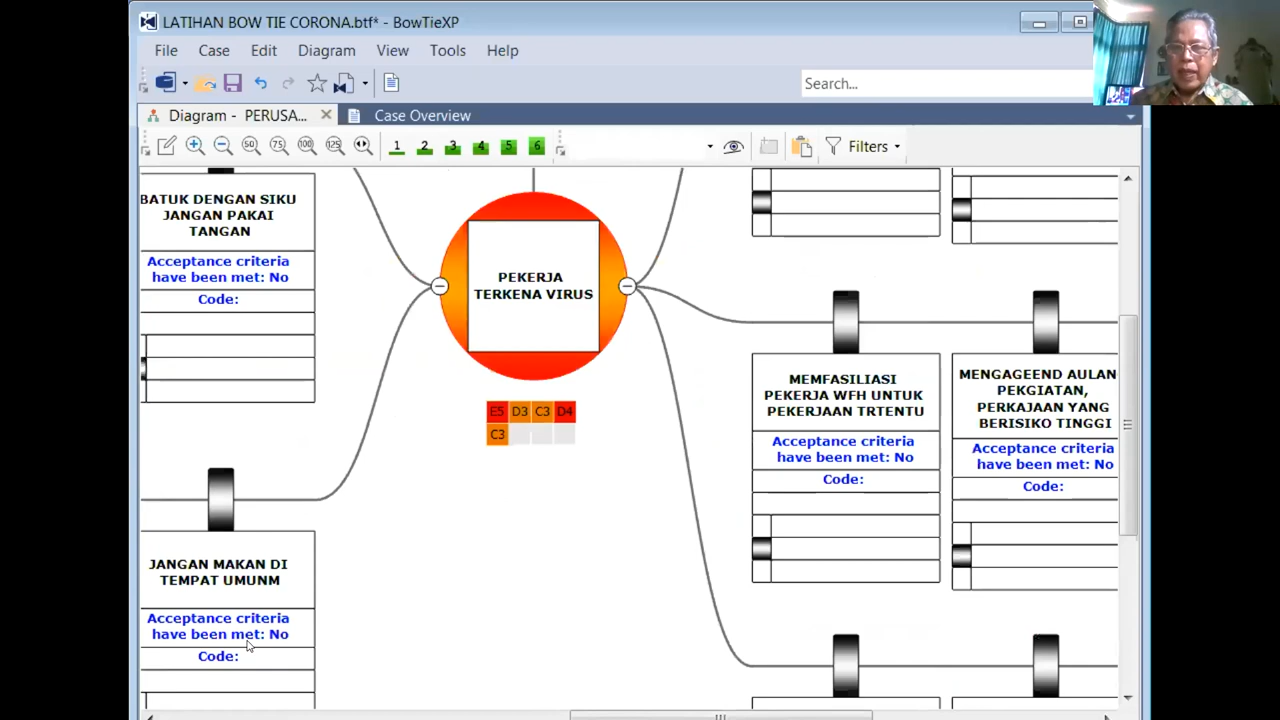 LATIHAN BOW TIE CORONA.btf* - BowTieXP
File Case Edit Diagram View Tools Help
Search...
Diagram - PERUSA...
Case Overview
50 75 100 125
1 2 3 4 5 6
Filters
BATUK DENGAN SIKU
JANGAN PAKAI
TANGAN
Acceptance criteria
have been met: No
Code:
JANGAN MAKAN DI
TEMPAT UMUNM
Acceptance criteria
have been met: No
Code:
PEKERJA
TERKENA VIRUS
E5 D3 C3 D4
C3
MEMFASILIASI
PEKERJA WFH UNTUK
PEKERJAAN TRTENTU
Acceptance criteria
have been met: No
Code:
MENGAGEEND AULAN
PEKGIATAN,
PERKAJAAN YANG
BERISIKO TINGGI
Acceptance criteria
have been met: No
Code: